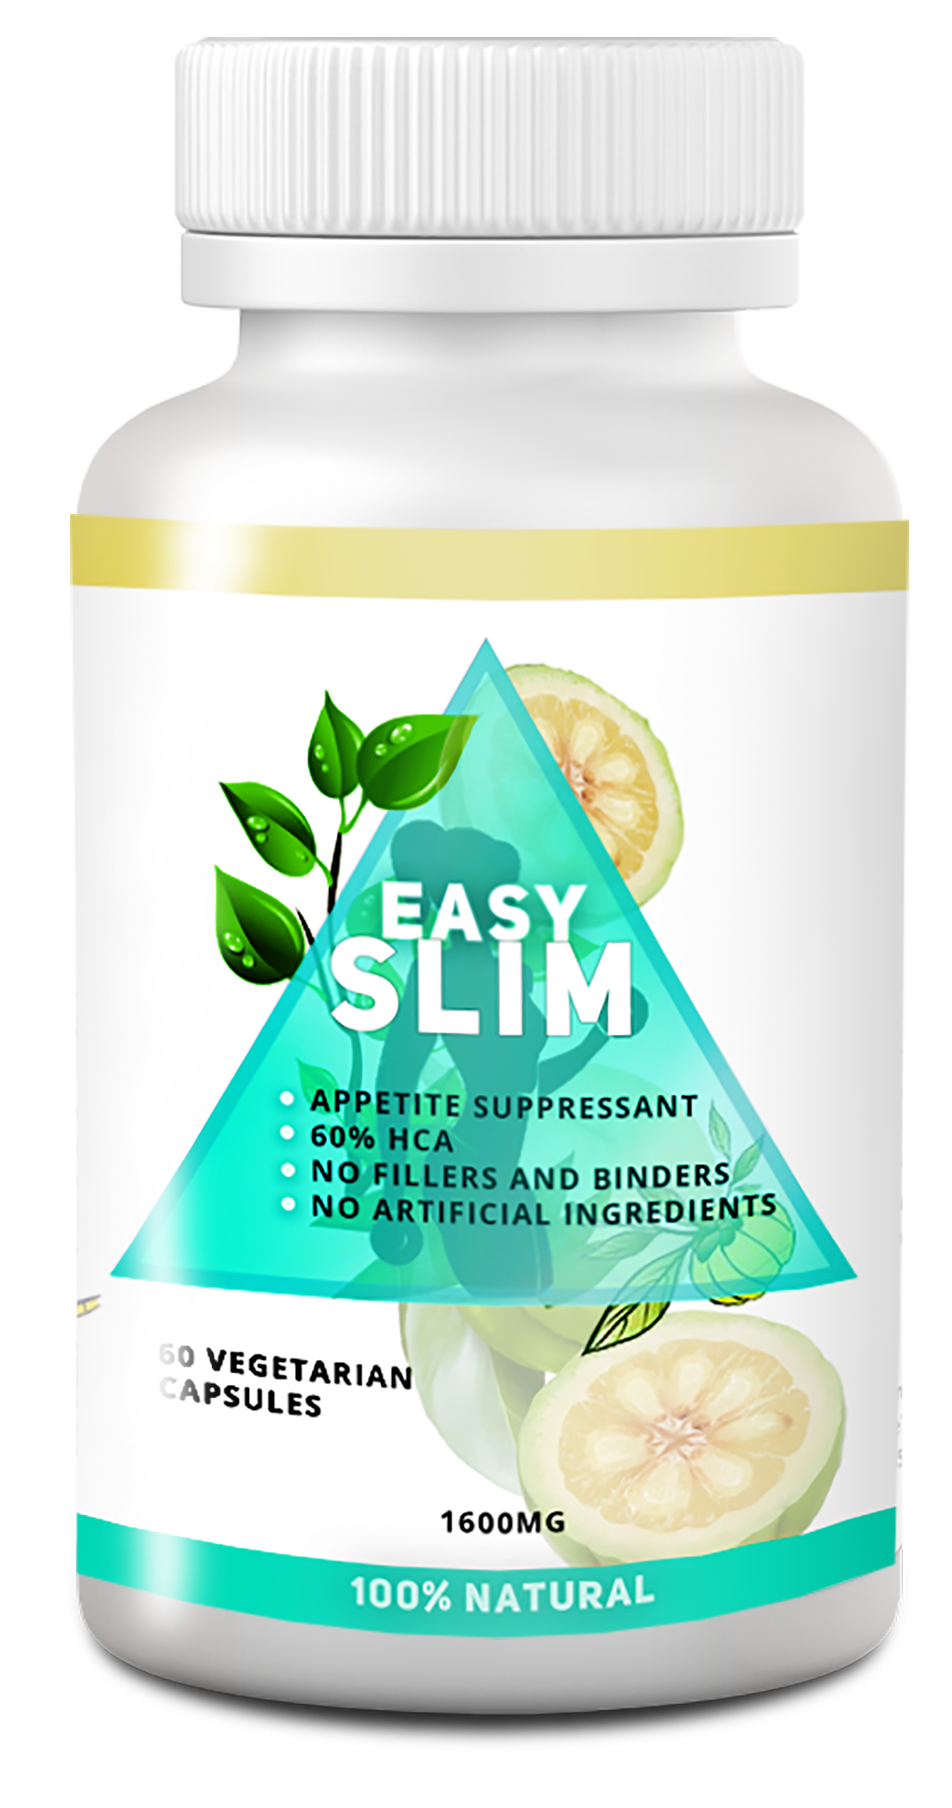 EASY
SLIM
APPETITE SUPPRESSANT
60% HCA
NO FILLERS AND BINDERS
NO ARTIFICIAL INGREDIENTS
60 VEGETARIAN
CAPSULES
1600MG
100% NATURAL